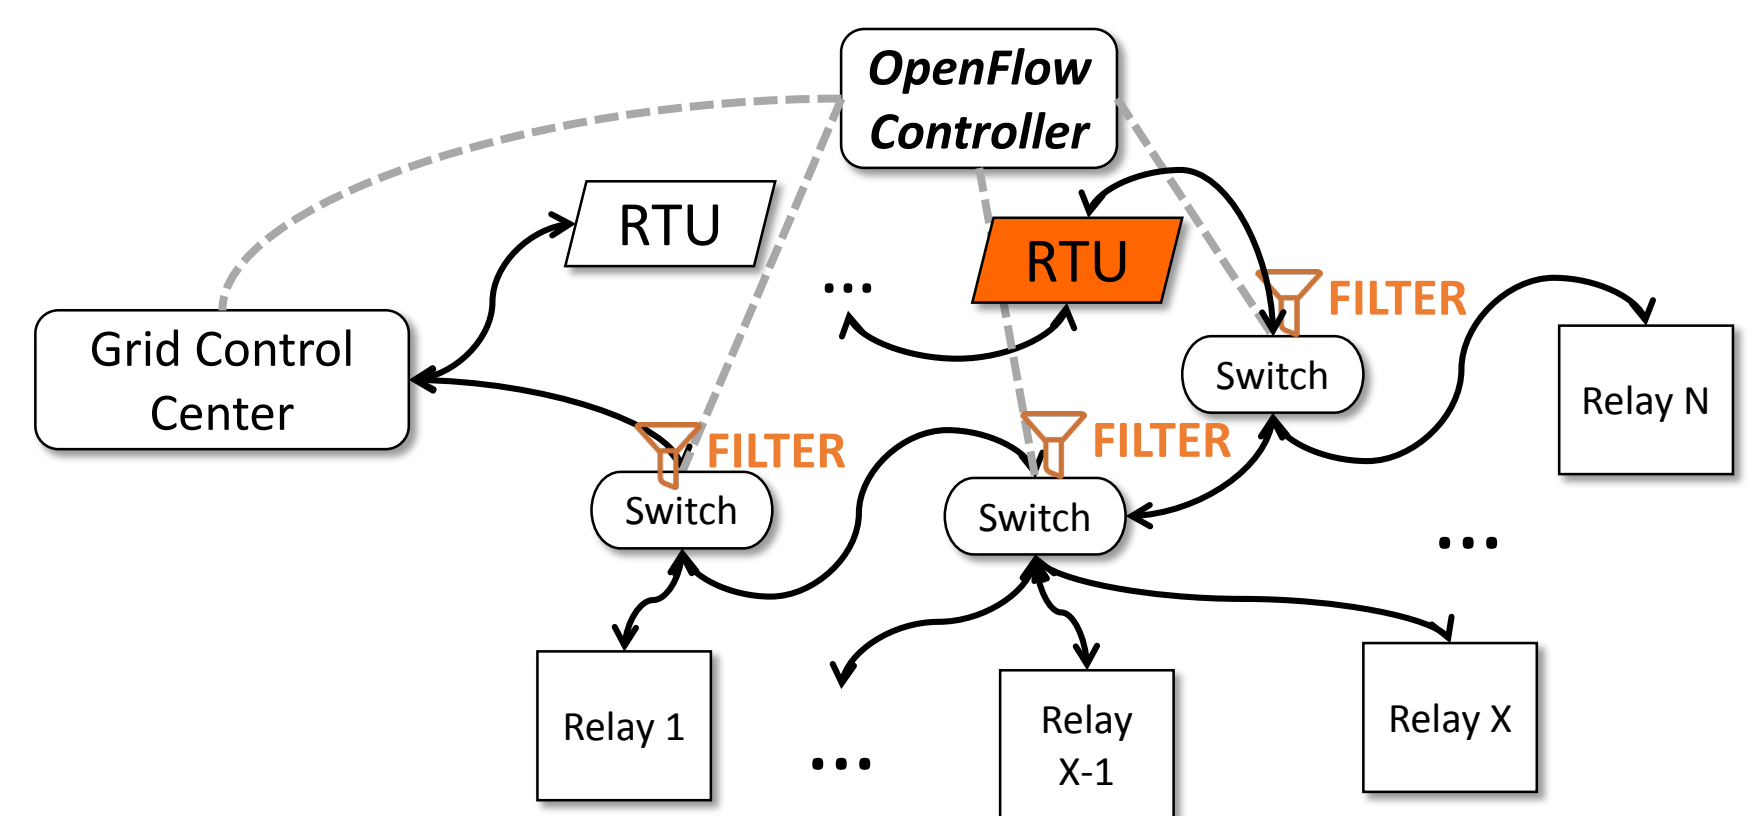 OpenFlow
Controller
RTU
...
RTU
FILTER
Grid Control
Center
Switch
Relay N
FILTER
FILTER
Switch
Switch
...
Relay 1
...
Relay
X-1
Relay X